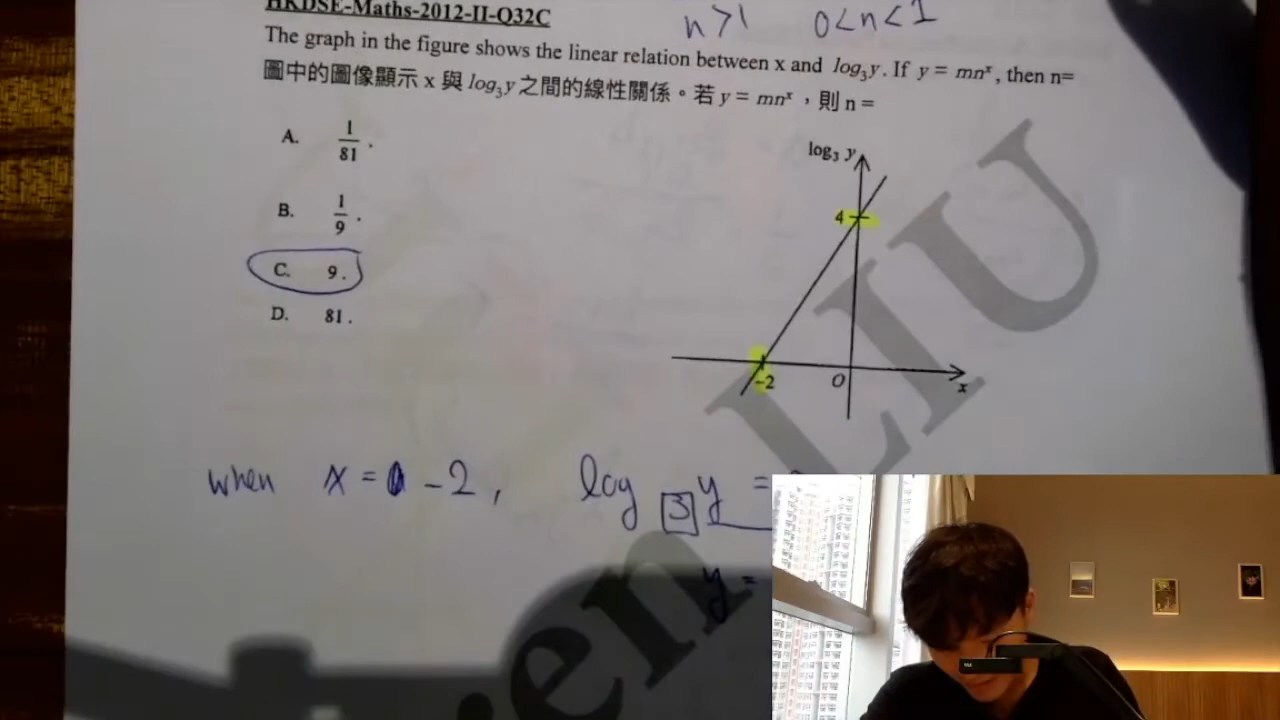 HKDSE-Maths-2012-II-Q32C
n>1 0<n<1
The graph in the figure shows the linear relation between x and log₃y. If y = mnˣ, then n=
圖中的圖像顯示 x 與 log₃y 之間的線性關係。若 y = mnˣ，則 n =
A. 1/81 .
B. 1/9 .
C. 9 .
D. 81 .
log₃ y
4
-2 O x
when x = -2, log 3 y =
y =
en LIU